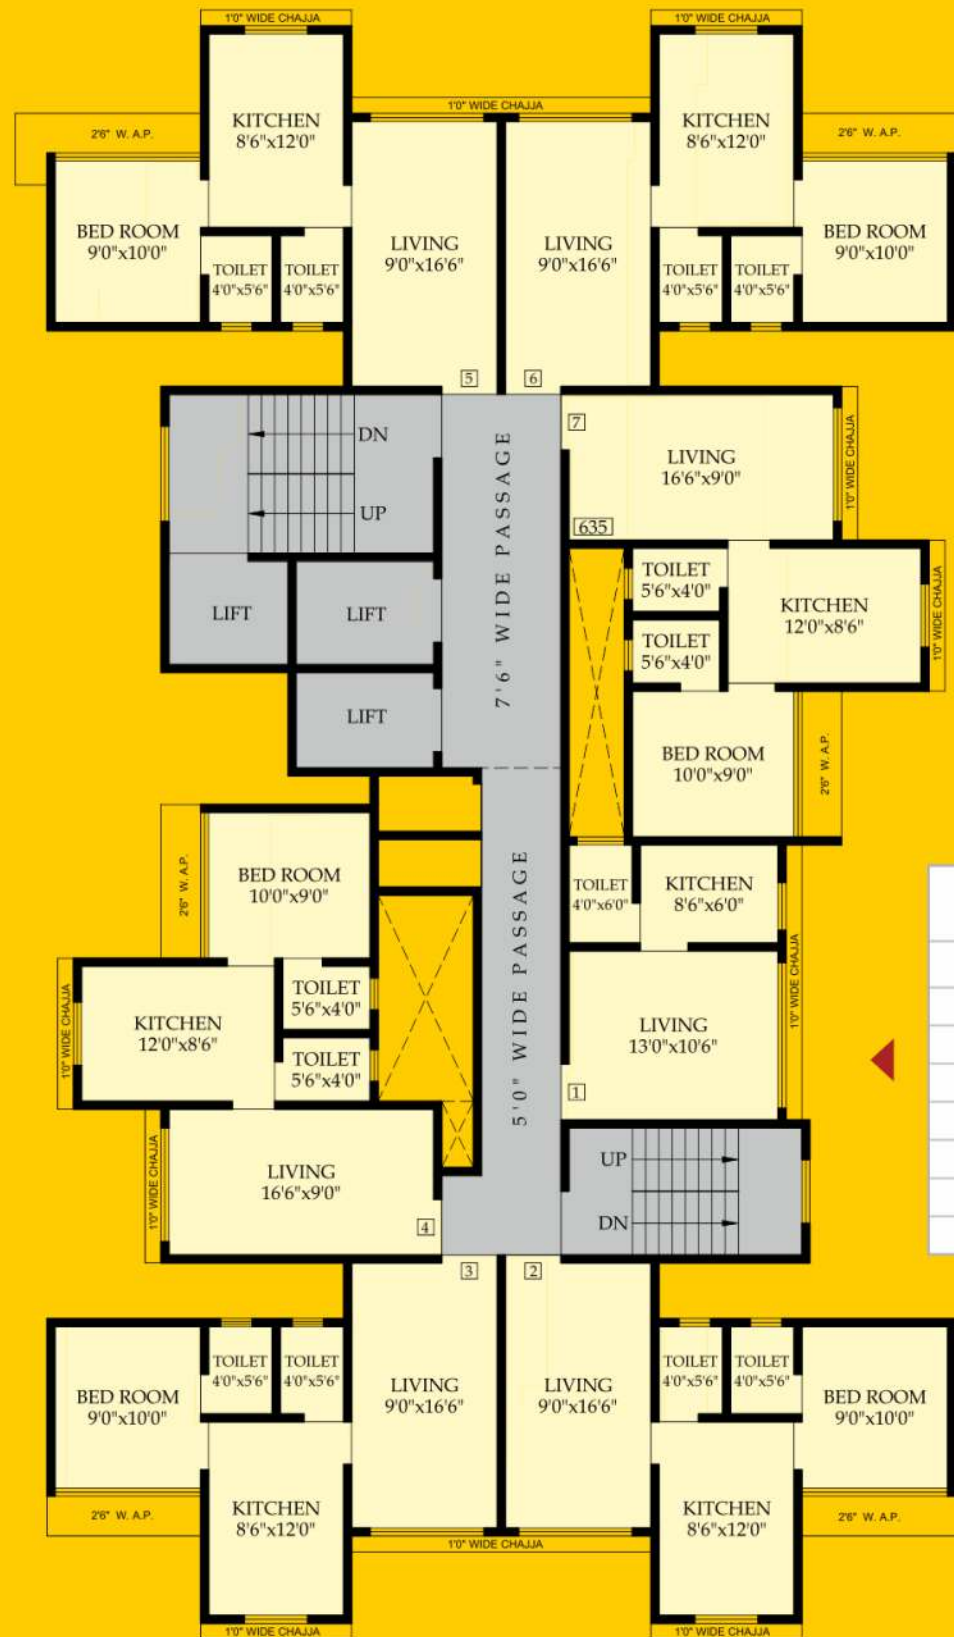 1'0" WIDE CHAJJA
1'0" WIDE CHAJJA
KITCHEN
8'6"x12'0"
1'0" WIDE CHAJJA
KITCHEN
8'6"x12'0"
2'6" W. A.P.
2'6" W. A.P.
BED ROOM
9'0"x10'0"
TOILET
4'0"x5'6"
TOILET
4'0"x5'6"
LIVING
9'0"x16'6"
LIVING
9'0"x16'6"
TOILET
4'0"x5'6"
TOILET
4'0"x5'6"
BED ROOM
9'0"x10'0"
5
6
DN
UP
LIFT
LIFT
LIFT
7'6" WIDE PASSAGE
7
LIVING
16'6"x9'0"
635
1'0" WIDE CHAJJA
TOILET
5'6"x4'0"
TOILET
5'6"x4'0"
KITCHEN
12'0"x8'6"
1'0" WIDE CHAJJA
BED ROOM
10'0"x9'0"
2'6" W. A.P.
2'6" W. A.P.
BED ROOM
10'0"x9'0"
5'0" WIDE PASSAGE
TOILET
4'0"x6'0"
KITCHEN
8'6"x6'0"
1'0" WIDE CHAJJA
1'0" WIDE CHAJJA
KITCHEN
12'0"x8'6"
TOILET
5'6"x4'0"
TOILET
5'6"x4'0"
LIVING
13'0"x10'6"
1
1'0" WIDE CHAJJA
LIVING
16'6"x9'0"
4
UP
DN
3
2
BED ROOM
9'0"x10'0"
TOILET
4'0"x5'6"
TOILET
4'0"x5'6"
LIVING
9'0"x16'6"
LIVING
9'0"x16'6"
TOILET
4'0"x5'6"
TOILET
4'0"x5'6"
BED ROOM
9'0"x10'0"
2'6" W. A.P.
KITCHEN
8'6"x12'0"
1'0" WIDE CHAJJA
KITCHEN
8'6"x12'0"
2'6" W. A.P.
1'0" WIDE CHAJJA
1'0" WIDE CHAJJA